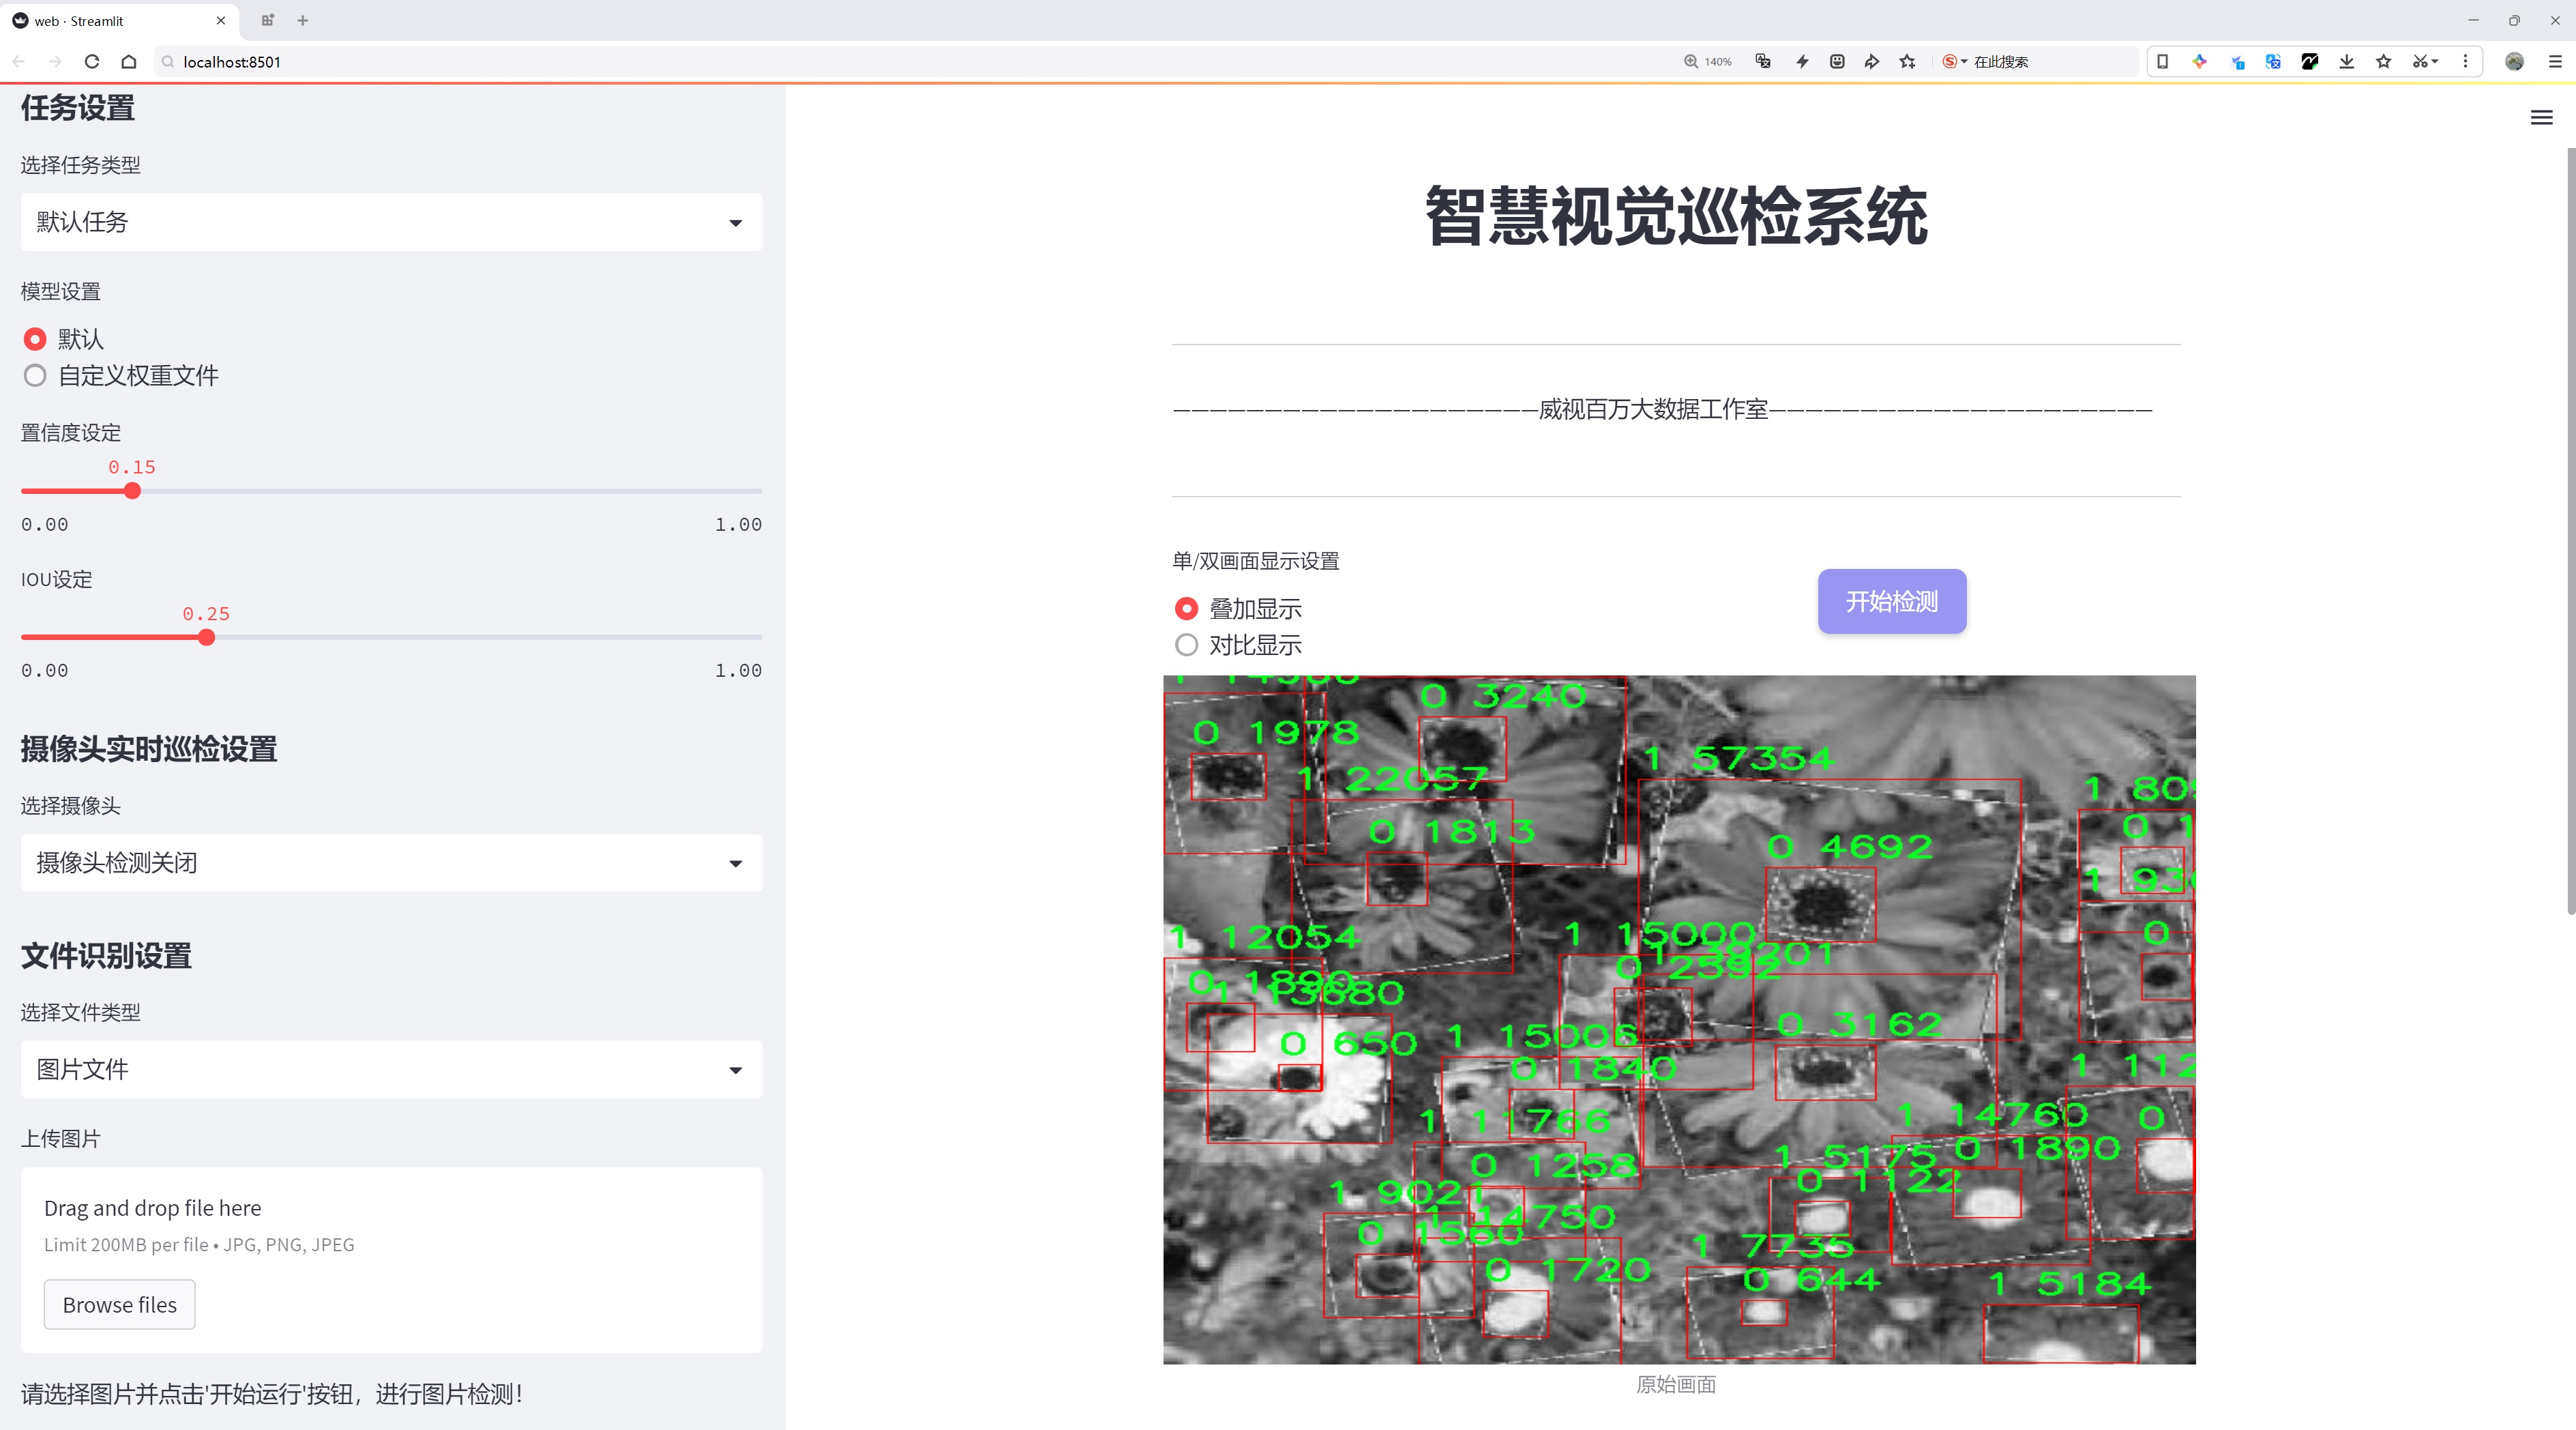 web · Streamlit
localhost:8501
140%
在此搜索
任务设置
选择任务类型
默认任务
模型设置
默认
自定义权重文件
置信度设定
0.15
0.00 1.00
IOU设定
0.25
0.00 1.00
摄像头实时巡检设置
选择摄像头
摄像头检测关闭
文件识别设置
选择文件类型
图片文件
上传图片
Drag and drop file here
Limit 200MB per file • JPG, PNG, JPEG
Browse files
请选择图片并点击'开始运行'按钮，进行图片检测！
智慧视觉巡检系统
————————————————————威视百万大数据工作室—————————————————————
单/双画面显示设置
叠加显示
对比显示
开始检测
0 3240
0 1978
1 57354
1 22057
0 1813
0 4692
1 12054
1 15000
0 2592
0 1890
0 3162
0 650
1 15006
0 1840
1 11766
1 14760
0 1890
1 5175
0 1122
0 1258
1 9021
1 14750
0 1560
1 7735
0 1720
0 644
1 5184
原始画面